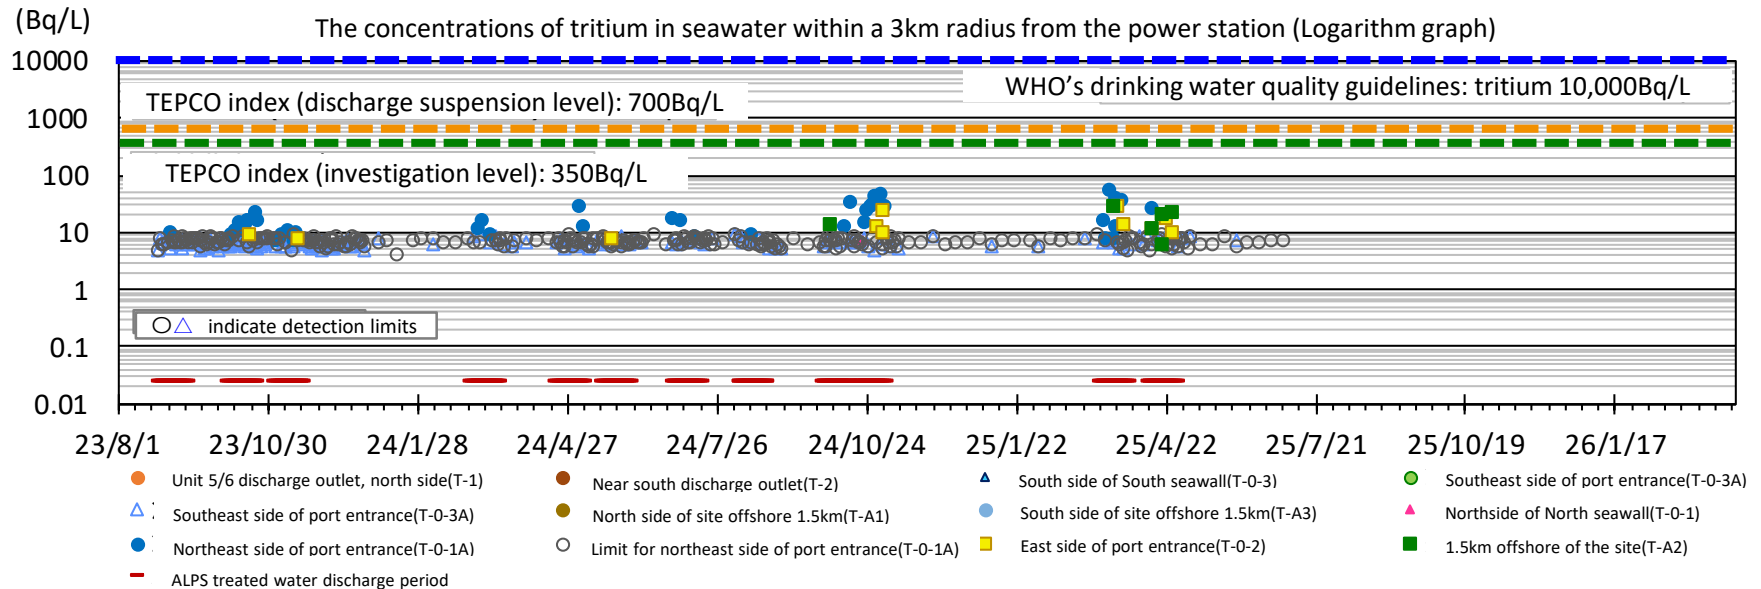 (Bq/L)
The concentrations of tritium in seawater within a 3km radius from the power station (Logarithm graph)
10000
WHO's drinking water quality guidelines: tritium 10,000Bq/L
TEPCO index (discharge suspension level): 700Bq/L
1000
TEPCO index (investigation level): 350Bq/L
100
10
1
○△ indicate detection limits
0.1
0.01
23/8/1 23/10/30 24/1/28 24/4/27 24/7/26 24/10/24 25/1/22 25/4/22 25/7/21 25/10/19 26/1/17
Unit 5/6 discharge outlet, north side(T-1) Near south discharge outlet(T-2) South side of South seawall(T-0-3) Southeast side of port entrance(T-0-3A)
Southeast side of port entrance(T-0-3A) North side of site offshore 1.5km(T-A1) South side of site offshore 1.5km(T-A3) Northside of North seawall(T-0-1)
Northeast side of port entrance(T-0-1A) Limit for northeast side of port entrance(T-0-1A) East side of port entrance(T-0-2) 1.5km offshore of the site(T-A2)
ALPS treated water discharge period